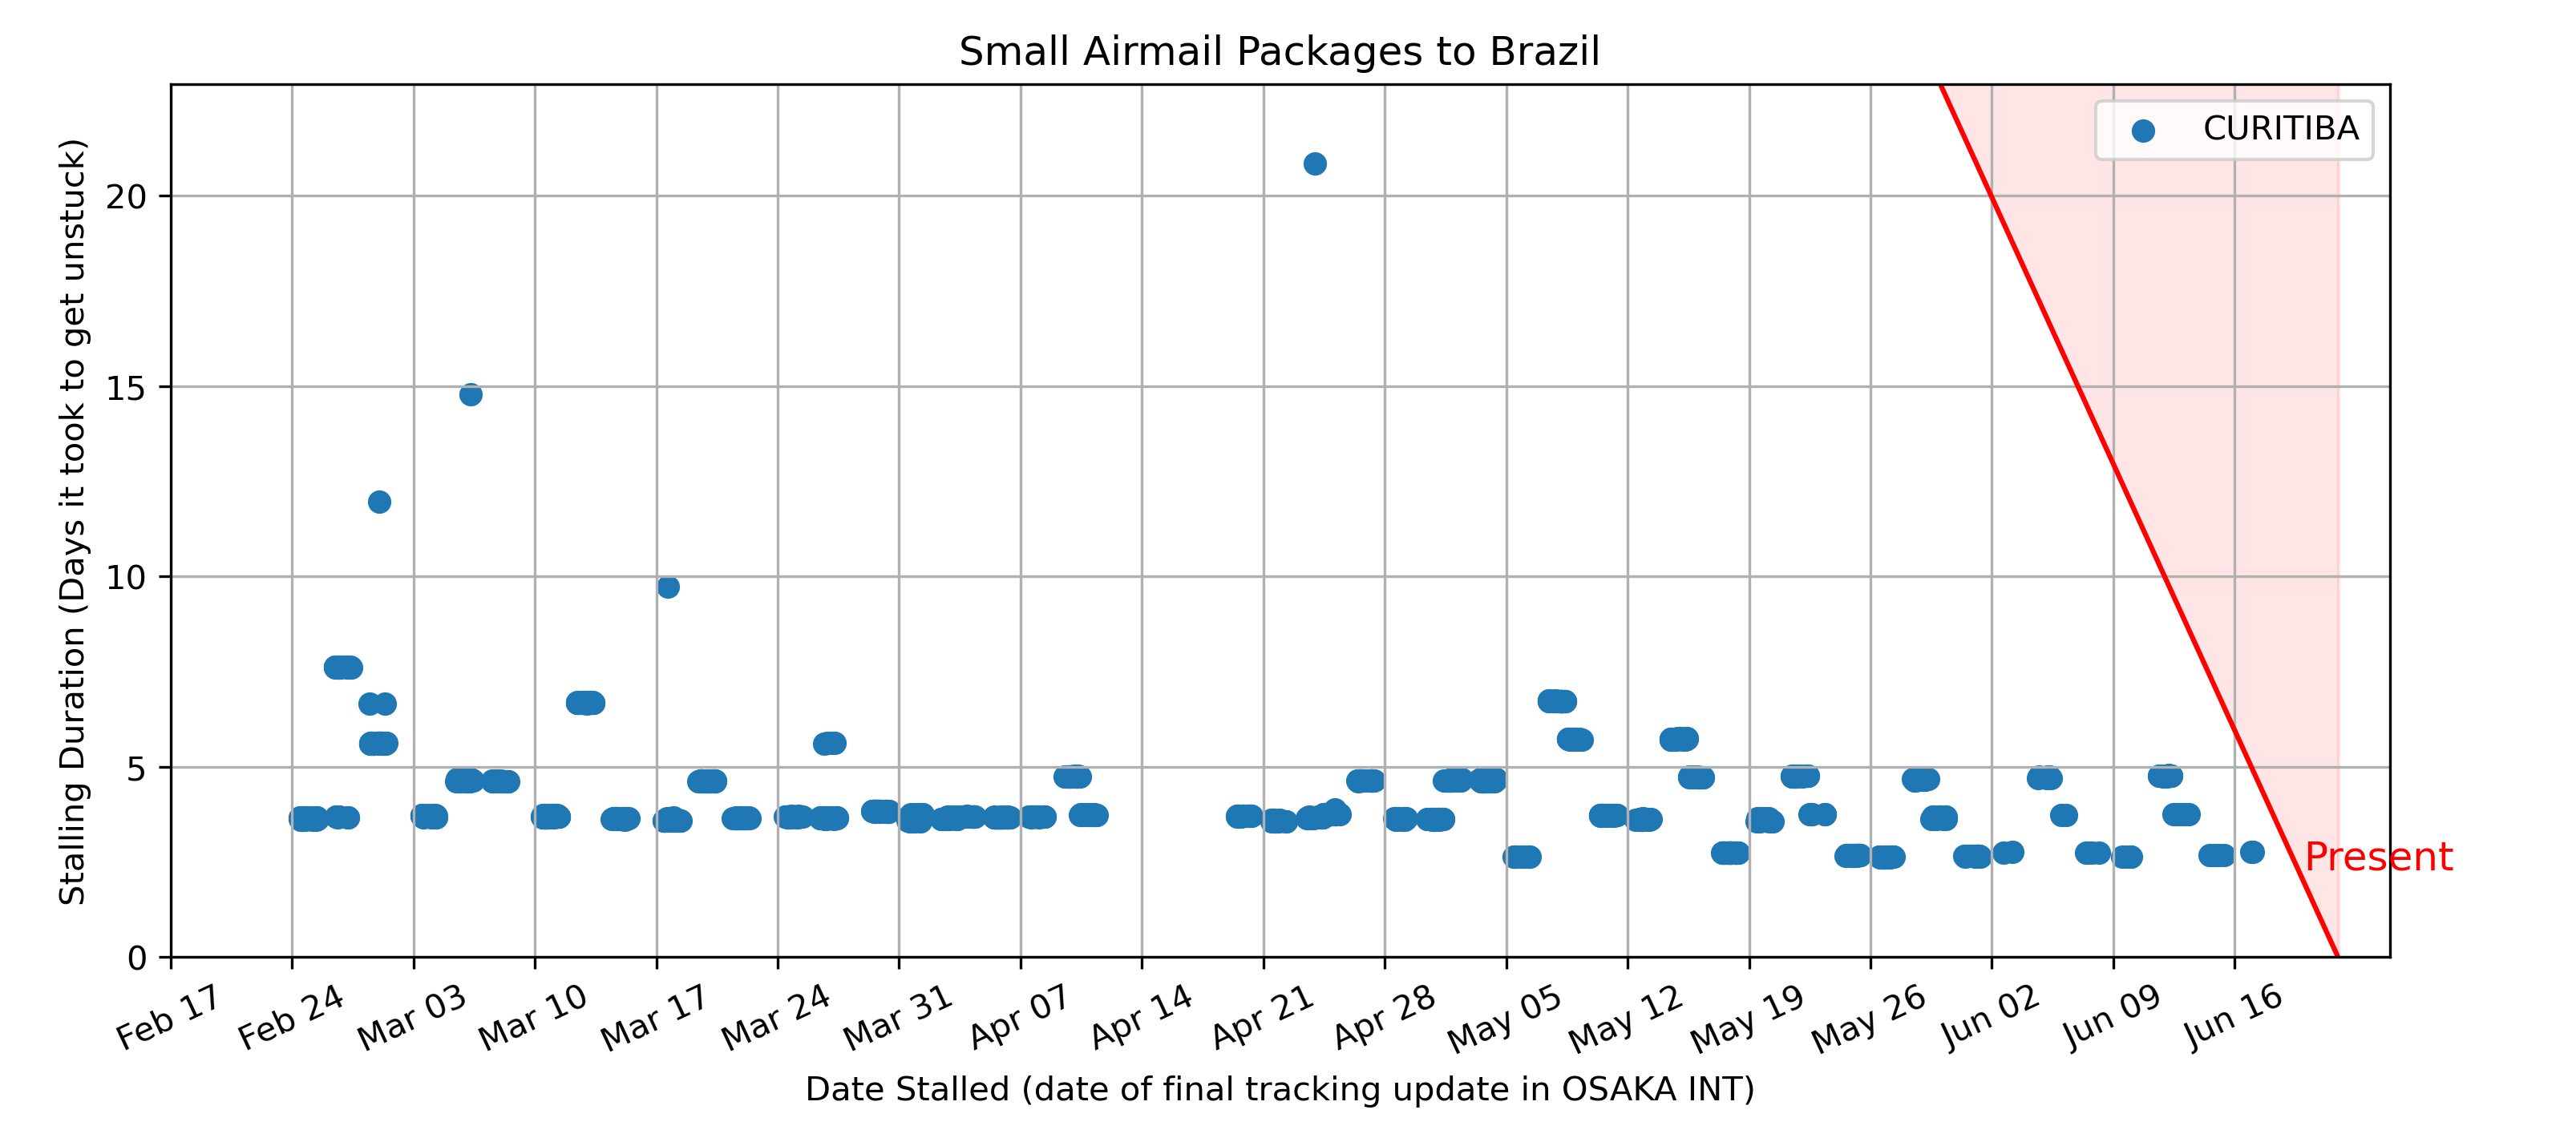 Small Airmail Packages to Brazil
CURITIBA
Stalling Duration (Days it took to get unstuck)
20
15
10
5
0
Present
Feb 17
Feb 24
Mar 03
Mar 10
Mar 17
Mar 24
Mar 31
Apr 07
Apr 14
Apr 21
Apr 28
May 05
May 12
May 19
May 26
Jun 02
Jun 09
Jun 16
Date Stalled (date of final tracking update in OSAKA INT)